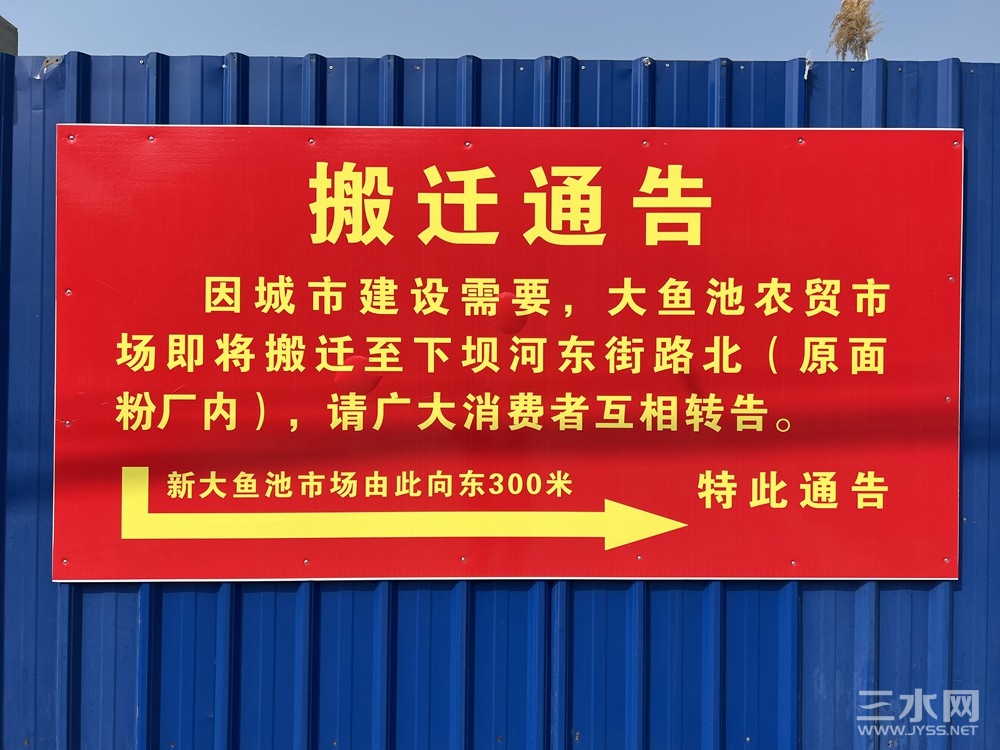 搬迁通告
因城市建设需要，大鱼池农贸市
场即将搬迁至下坝河东街路北（原面
粉厂内），请广大消费者互相转告。
新大鱼池市场由此向东300米
特此通告
三水网
WWW.JYSS.NET